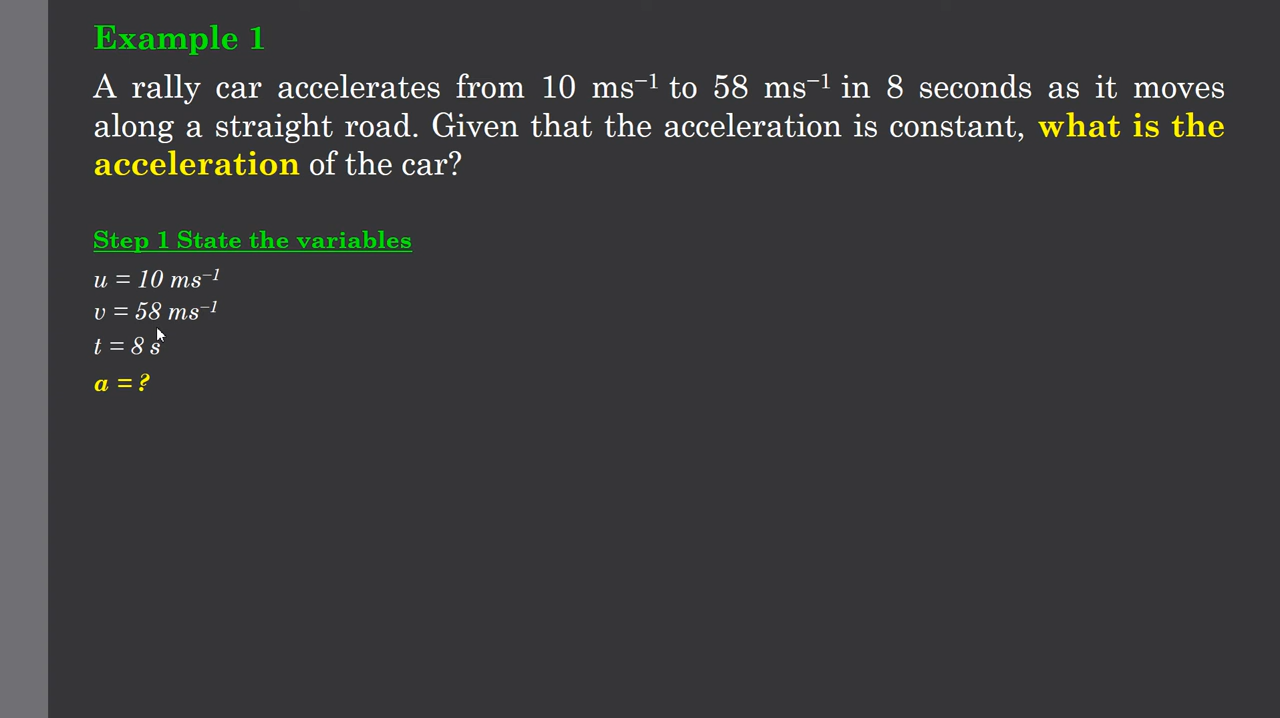 Example 1
A rally car accelerates from 10 ms⁻¹ to 58 ms⁻¹ in 8 seconds as it moves
along a straight road. Given that the acceleration is constant, what is the
acceleration of the car?
Step 1 State the variables
u = 10 ms⁻¹
v = 58 ms⁻¹
t = 8 s
a = ?